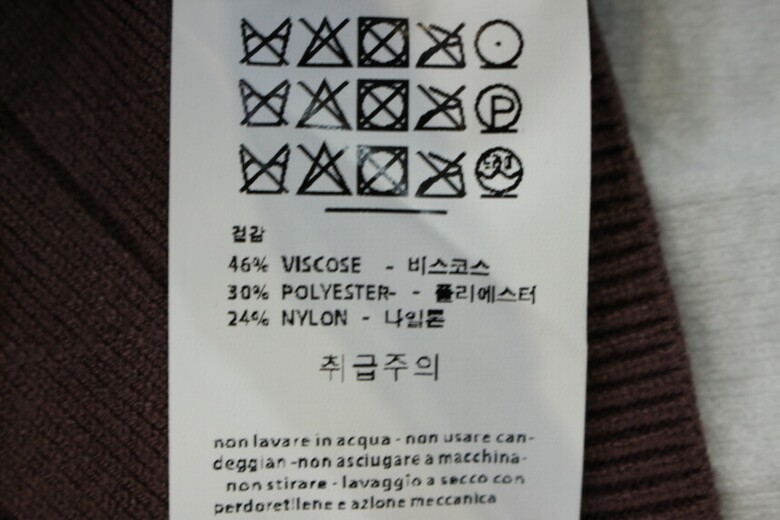 P
겉감
46% VISCOSE - 비스코스
30% POLYESTER- - 폴리에스터
24% NYLON - 나일론
취급주의
non lavare in acqua - non usare can-
deggian -non asciugare a macchina-
non stirare - lavaggio a secco con
perdoretilene e azione meccanica